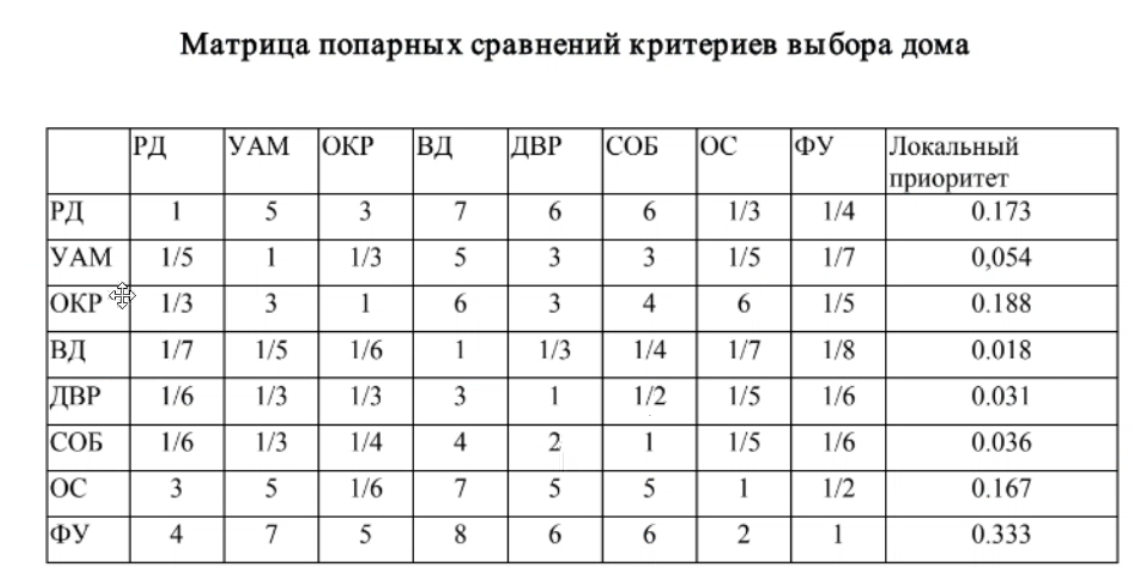 Матрица попарных сравнений критериев выбора дома
РД УАМ ОКР ВД ДВР СОБ ОС ФУ Локальный
приоритет
РД 1 5 3 7 6 6 1/3 1/4 0.173
УАМ 1/5 1 1/3 5 3 3 1/5 1/7 0,054
ОКР 1/3 3 1 6 3 4 6 1/5 0.188
ВД 1/7 1/5 1/6 1 1/3 1/4 1/7 1/8 0.018
ДВР 1/6 1/3 1/3 3 1 1/2 1/5 1/6 0.031
СОБ 1/6 1/3 1/4 4 2 1 1/5 1/6 0.036
ОС 3 5 1/6 7 5 5 1 1/2 0.167
ФУ 4 7 5 8 6 6 2 1 0.333